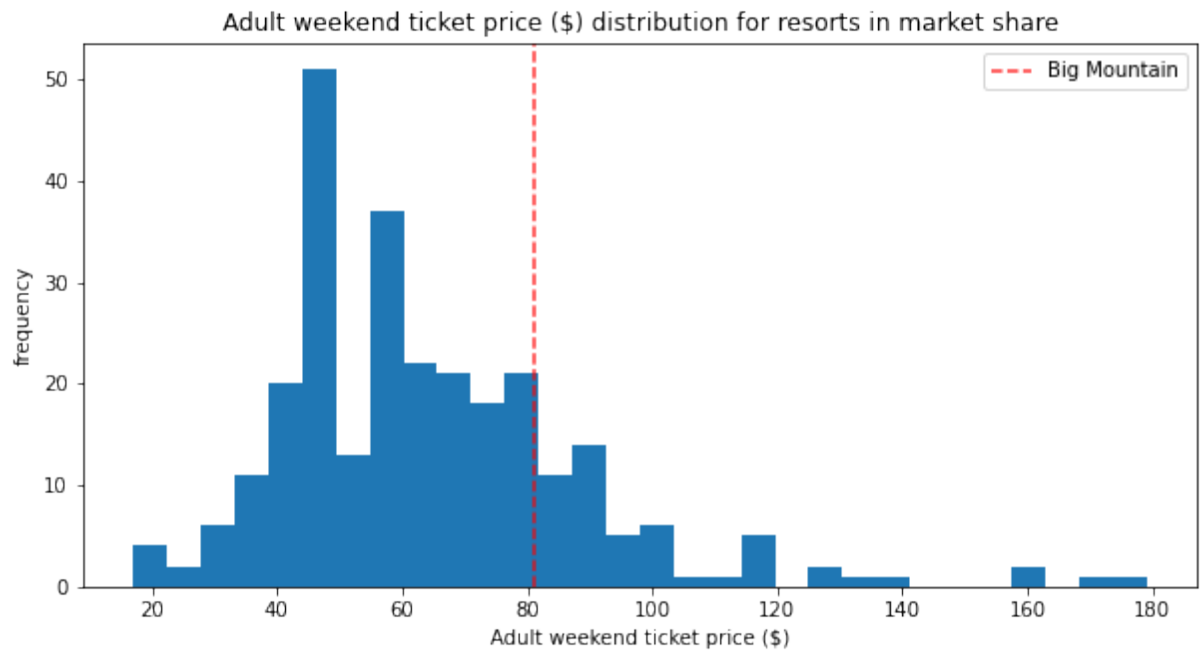 Adult weekend ticket price ($) distribution for resorts in market share
Big Mountain
50
40
30
20
10
0
frequency
20 40 60 80 100 120 140 160 180
Adult weekend ticket price ($)